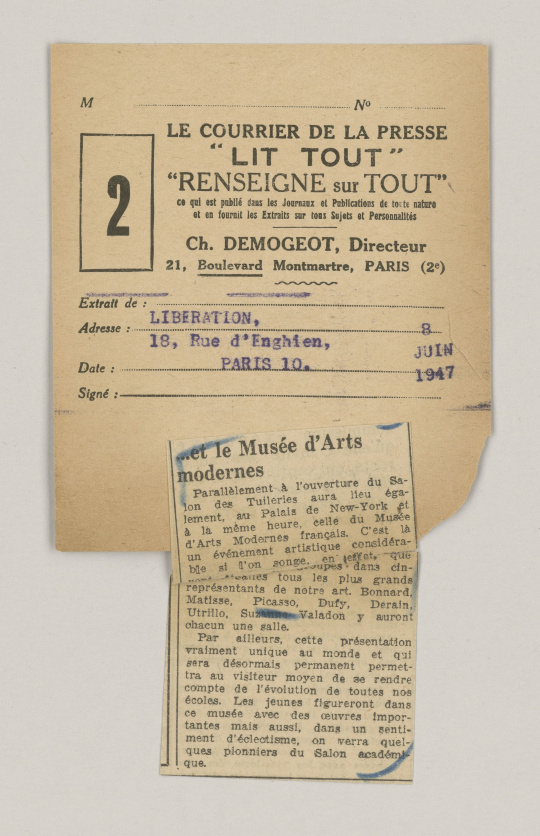 M N°
LE COURRIER DE LA PRESSE
"LIT TOUT"
"RENSEIGNE sur TOUT"
ce qui est publié dans les Journaux et Publications de toute nature
et en fournit les Extraits sur tous Sujets et Personnalités
2
Ch. DEMOGEOT, Directeur
21, Boulevard Montmartre, PARIS (2e)
Extrait de :
LIBERATION,
Adresse :
18, Rue d'Enghien,
8
JUIN
1947
Date :
PARIS 10.
Signé :
...et le Musée d'Arts
modernes
Parallèlement à l'ouverture du Sa-
lon des Tuileries aura lieu éga-
lement, au Palais de New-York et
à la même heure, celle du Musée
d'Arts Modernes français. C'est là
un événement artistique considéra-
ble si l'on songe, en effet, que
dans cin-
tous les plus grands
représentants de notre art. Bonnard,
Matisse, Picasso, Dufy, Derain,
Utrillo, Suzanne Valadon y auront
chacun une salle.
Par ailleurs, cette présentation
vraiment unique au monde et qui
sera désormais permanent permet-
tra au visiteur moyen de se rendre
compte de l'évolution de toutes nos
écoles. Les jeunes figureront dans
ce musée avec des œuvres impor-
tantes mais aussi, dans un senti-
ment d'éclectisme, on verra quel-
ques pionniers du Salon académi-
que.